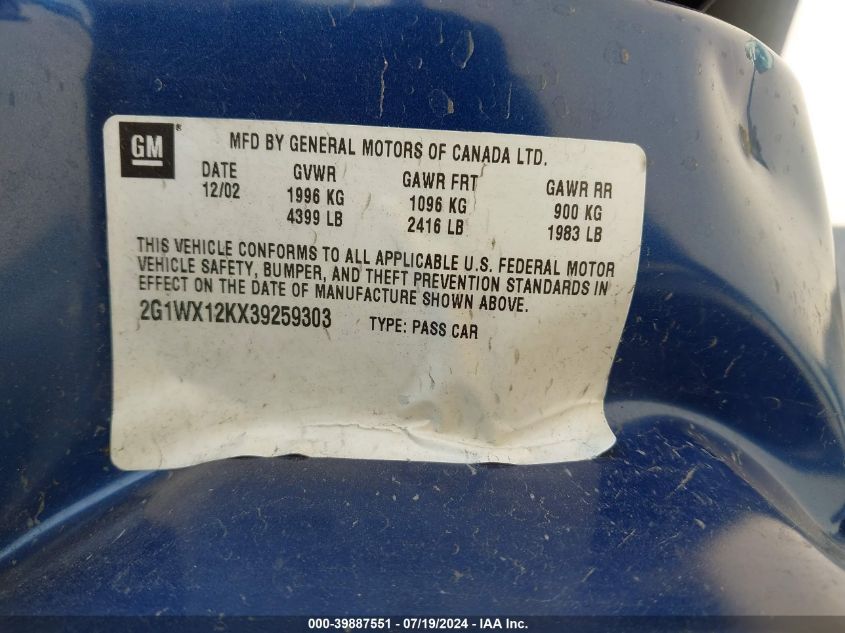 GM ®
MFD BY GENERAL MOTORS OF CANADA LTD.
DATE GVWR GAWR FRT GAWR RR
12/02 1996 KG 1096 KG 900 KG
4399 LB 2416 LB 1983 LB
THIS VEHICLE CONFORMS TO ALL APPLICABLE U.S. FEDERAL MOTOR
VEHICLE SAFETY, BUMPER, AND THEFT PREVENTION STANDARDS IN
EFFECT ON THE DATE OF MANUFACTURE SHOWN ABOVE.
2G1WX12KX39259303 TYPE: PASS CAR
000-39887551 / 07/19/2024 - IAA Inc.